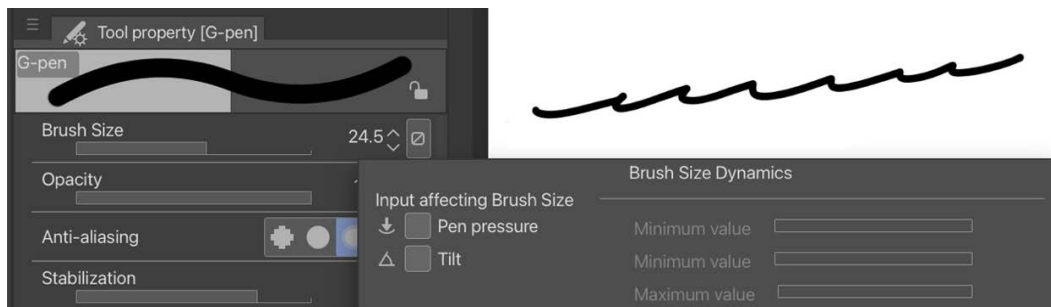 Tool property [G-pen]
G-pen
Brush Size
24.5
Opacity
Anti-aliasing
Stabilization
Brush Size Dynamics
Input affecting Brush Size
Pen pressure
Tilt
Minimum value
Minimum value
Maximum value